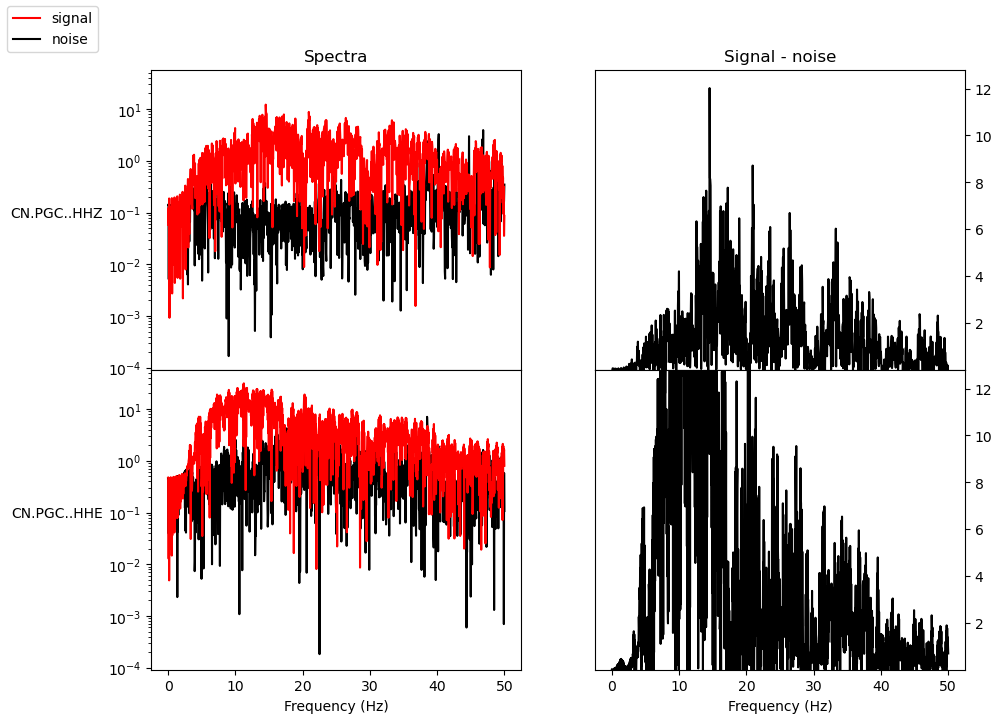 signal
noise
Spectra
Signal - noise
10¹
10⁰
10⁻¹
10⁻²
10⁻³
10⁻⁴
CN.PGC..HHZ
12
10
8
6
4
2
10¹
10⁰
10⁻¹
10⁻²
10⁻³
10⁻⁴
CN.PGC..HHE
12
10
8
6
4
2
0 10 20 30 40 50
0 10 20 30 40 50
Frequency (Hz)
Frequency (Hz)